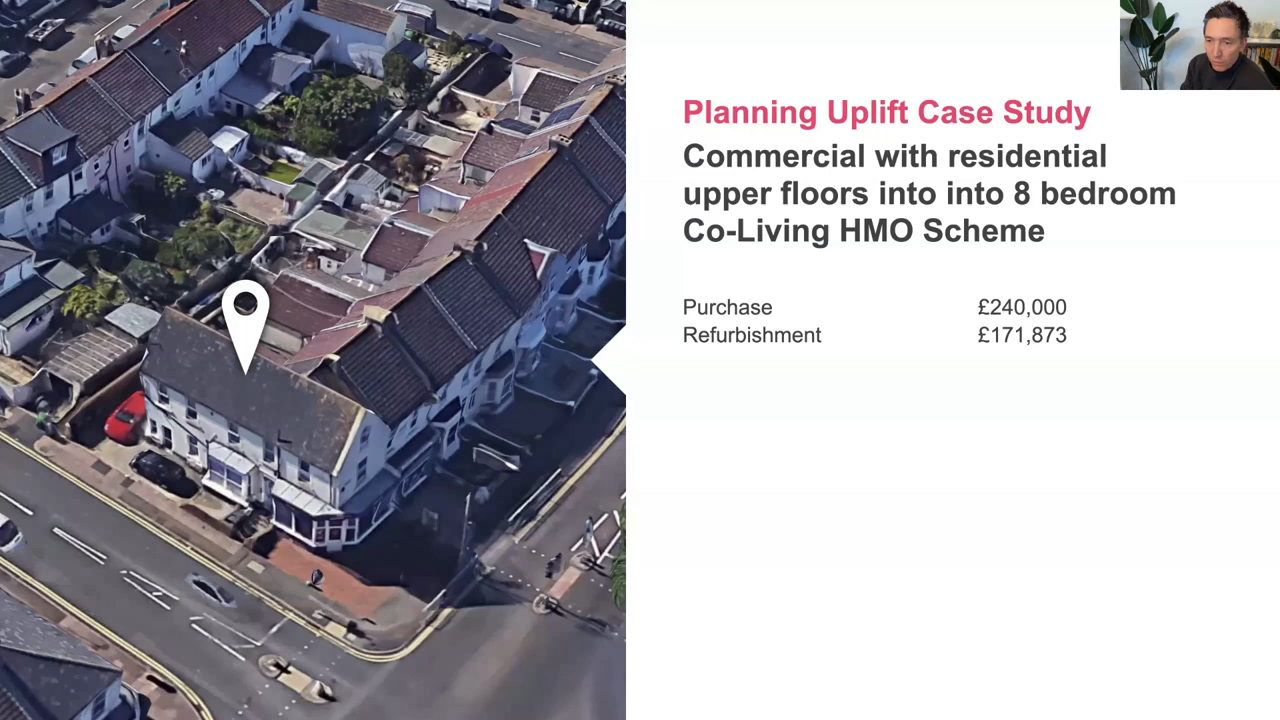 Planning Uplift Case Study
Commercial with residential
upper floors into into 8 bedroom
Co-Living HMO Scheme
Purchase £240,000
Refurbishment £171,873